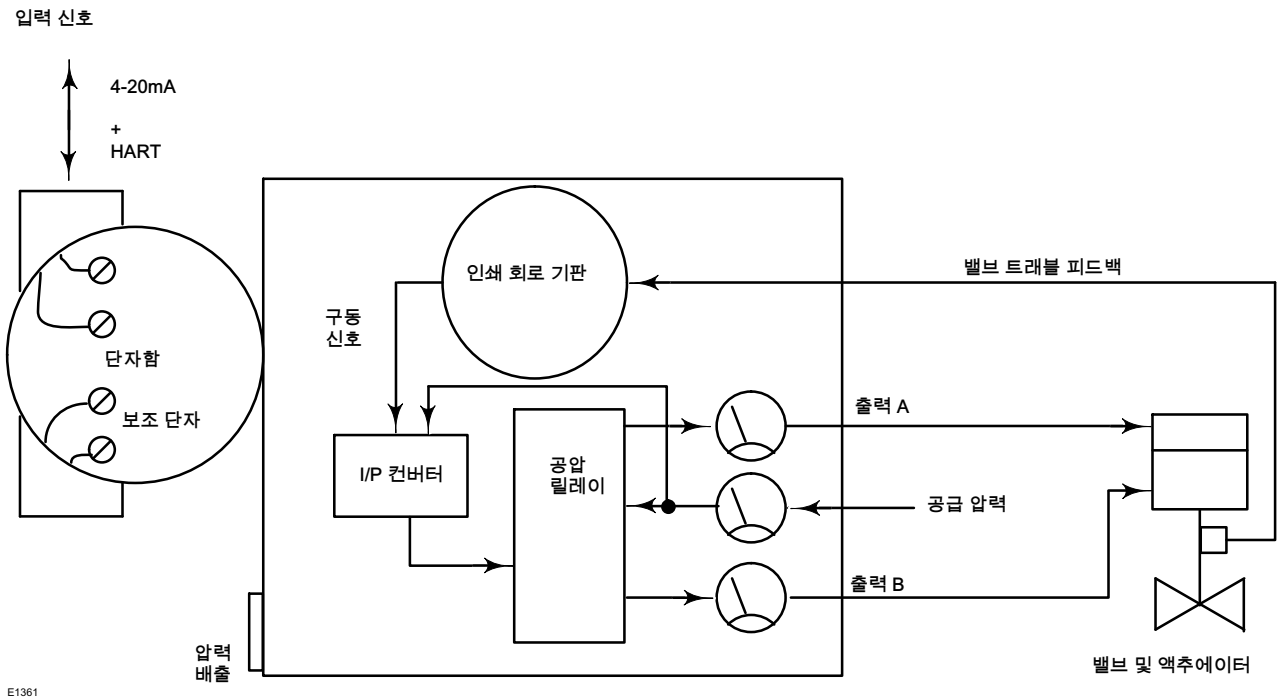 입력 신호
4-20mA
+
HART
인쇄 회로 기판
밸브 트래블 피드백
구동
신호
단자함
보조 단자
출력 A
I/P 컨버터
공압
릴레이
공급 압력
출력 B
압력
배출
밸브 및 액추에이터
E1361